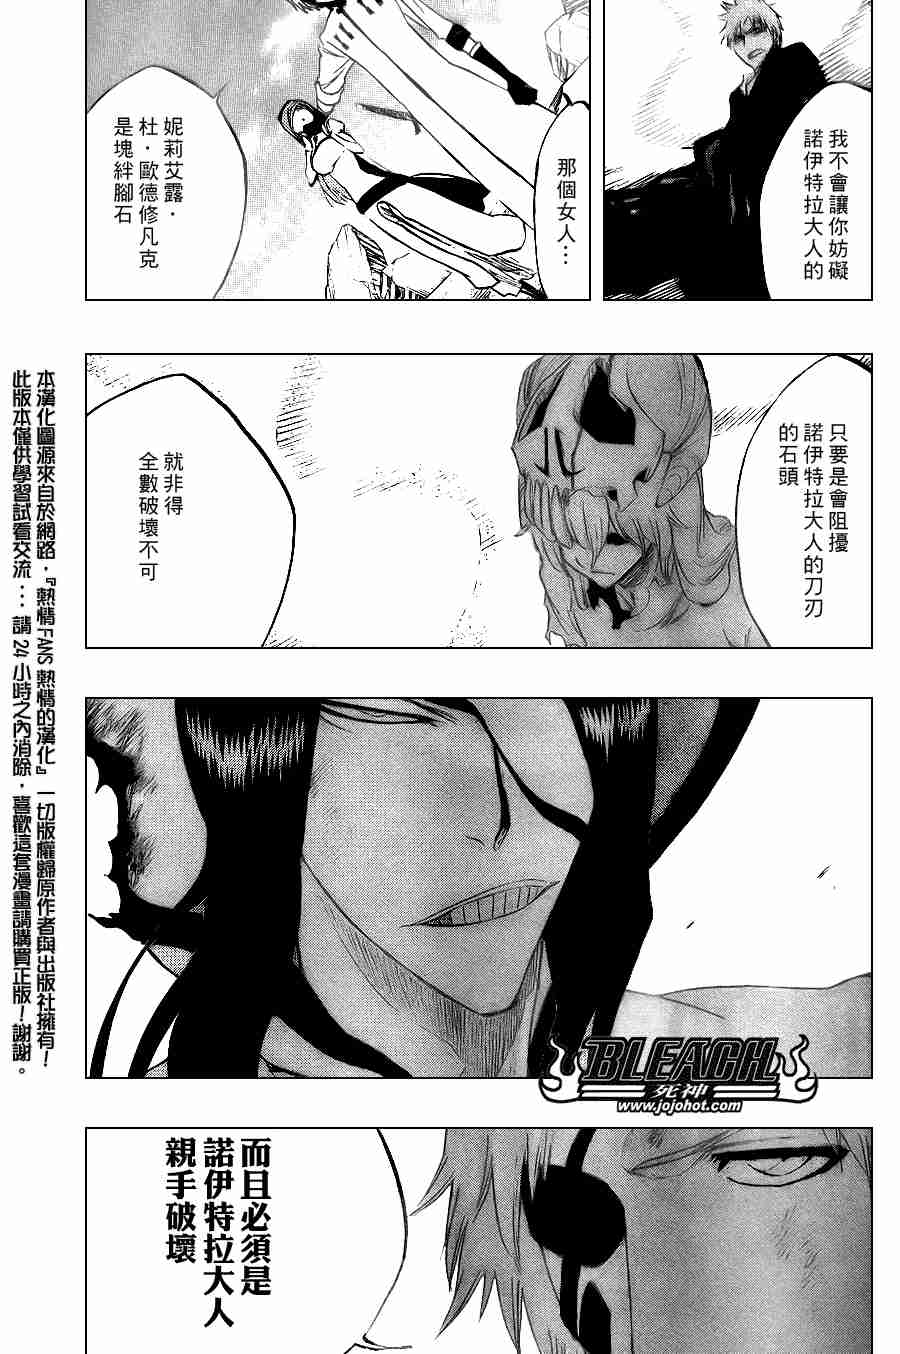 我不會讓你妨礙
諾伊特拉大人的
那個女人…
妮莉艾露．
杜．歐德修凡克
是塊絆腳石
只要是會阻擾
諾伊特拉大人的刀刃
的石頭
就非得
全數破壞不可
BLEACH
死神
www.jojohot.com
而且必須是
諾伊特拉大人
親手破壞
本漢化圖源來自於網路．『熱情FANS熱情的漢化』一切版權歸原作者與出版社擁有！
此版本僅供學習試看交流…請24小時之內消除．喜歡這套漫畫請購買正版！謝謝。